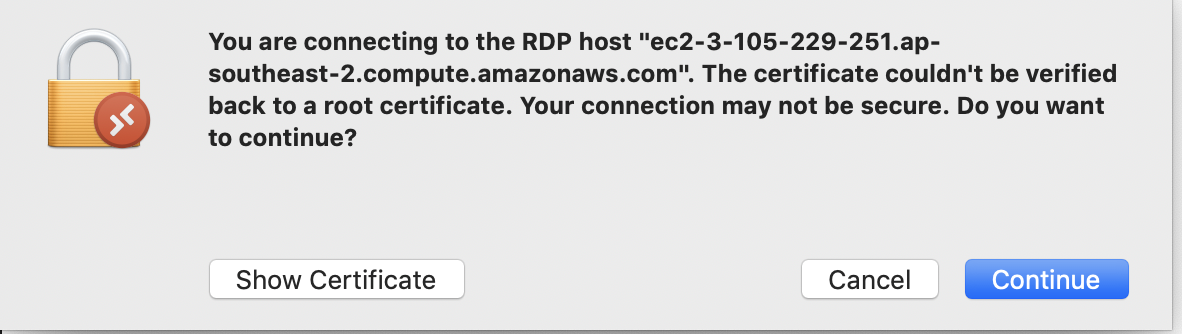 You are connecting to the RDP host "ec2-3-105-229-251.ap-
southeast-2.compute.amazonaws.com". The certificate couldn't be verified
back to a root certificate. Your connection may not be secure. Do you want
to continue?
Show Certificate
Cancel
Continue